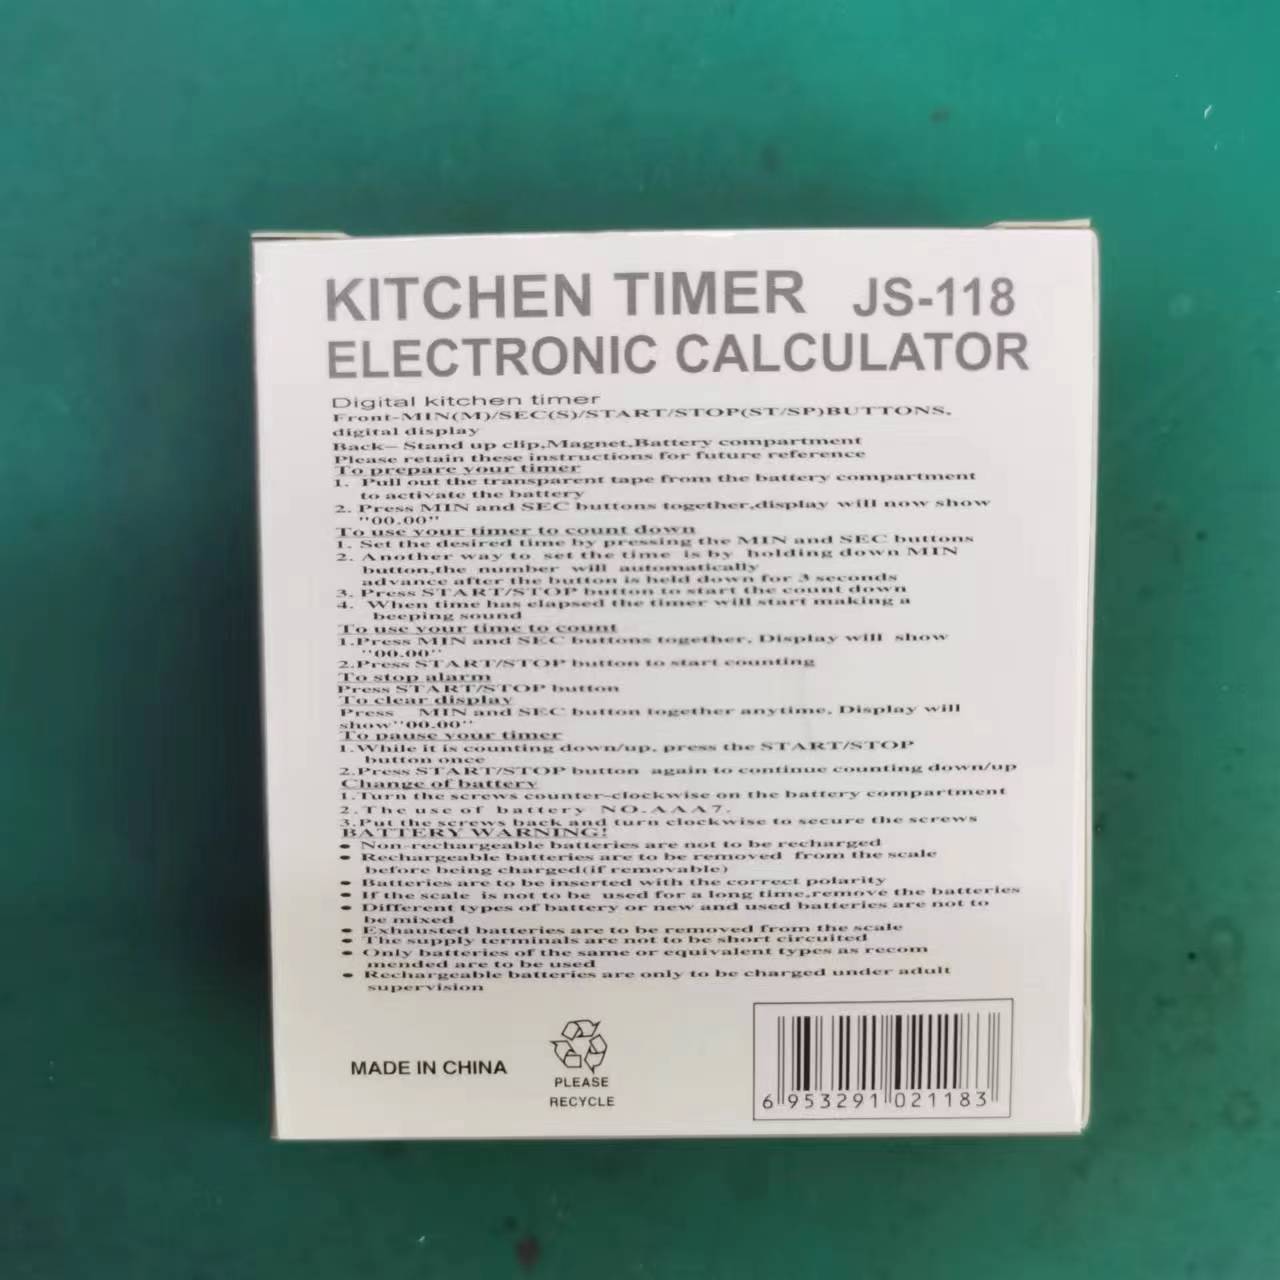 KITCHEN TIMER JS-118
ELECTRONIC CALCULATOR
Digital kitchen timer
Front-MIN(M)/SEC(S)/START/STOP(ST/SP)BUTTONS,
digital display
Back- Stand up clip,Magnet,Battery compartment
Please retain these instructions for future reference
To prepare your timer
1. Pull out the transparent tape from the battery compartment
to activate the battery
2. Press MIN and SEC buttons together,display will now show
"00.00"
To use your timer to count down
1. Set the desired time by pressing the MIN and SEC buttons
2. Another way to set the time is by holding down MIN
button,the number will automatically
advance after the button is held down for 3 seconds
3. Press START/STOP button to start the count down
4. When time has elapsed the timer will start making a
beeping sound
To use your time to count
1.Press MIN and SEC buttons together, Display will show
"00.00"
2.Press START/STOP button to start counting
To stop alarm
Press START/STOP button
To clear display
Press MIN and SEC button together anytime, Display will
show"00.00"
To pause your timer
1.While it is counting down/up, press the START/STOP
button once
2.Press START/STOP button again to continue counting down/up
Change of battery
1.Turn the screws counter-clockwise on the battery compartment
2.The use of battery NO.AAA7.
3.Put the screws back and turn clockwise to secure the screws
BATTERY WARNING!
● Non-rechargeable batteries are not to be recharged
● Rechargeable batteries are to be removed from the scale
before being charged(if removable)
● Batteries are to be inserted with the correct polarity
● If the scale is not to be used for a long time,remove the batteries
● Different types of battery or new and used batteries are not to
be mixed
● Exhausted batteries are to be removed from the scale
● The supply terminals are not to be short circuited
● Only batteries of the same or equivalent types as recom
mended are to be used
● Rechargeable batteries are only to be charged under adult
supervision
MADE IN CHINA
PLEASE
RECYCLE
6 953291 021183